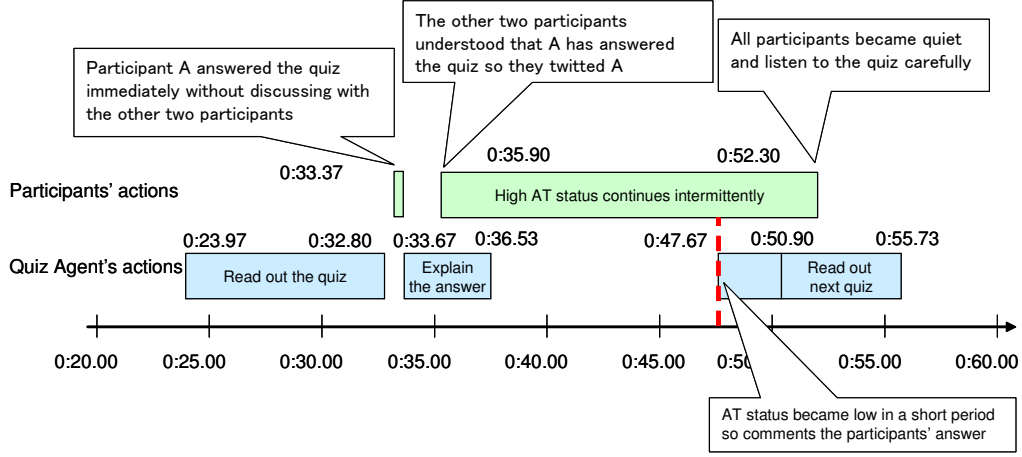 Participant A answered the quiz
immediately without discussing with
the other two participants
The other two participants
understood that A has answered
the quiz so they twitted A
All participants became quiet
and listen to the quiz carefully
0:33.37
0:35.90
0:52.30
Participants' actions
High AT status continues intermittently
0:23.97
0:32.80
0:33.67
0:36.53
0:47.67
0:50.90
0:55.73
Quiz Agent's actions
Read out the quiz
Explain
the answer
Read out
next quiz
0:20.00
0:25.00
0:30.00
0:35.00
0:40.00
0:45.00
0:50
0:55.00
0:60.00
AT status became low in a short period
so comments the participants' answer